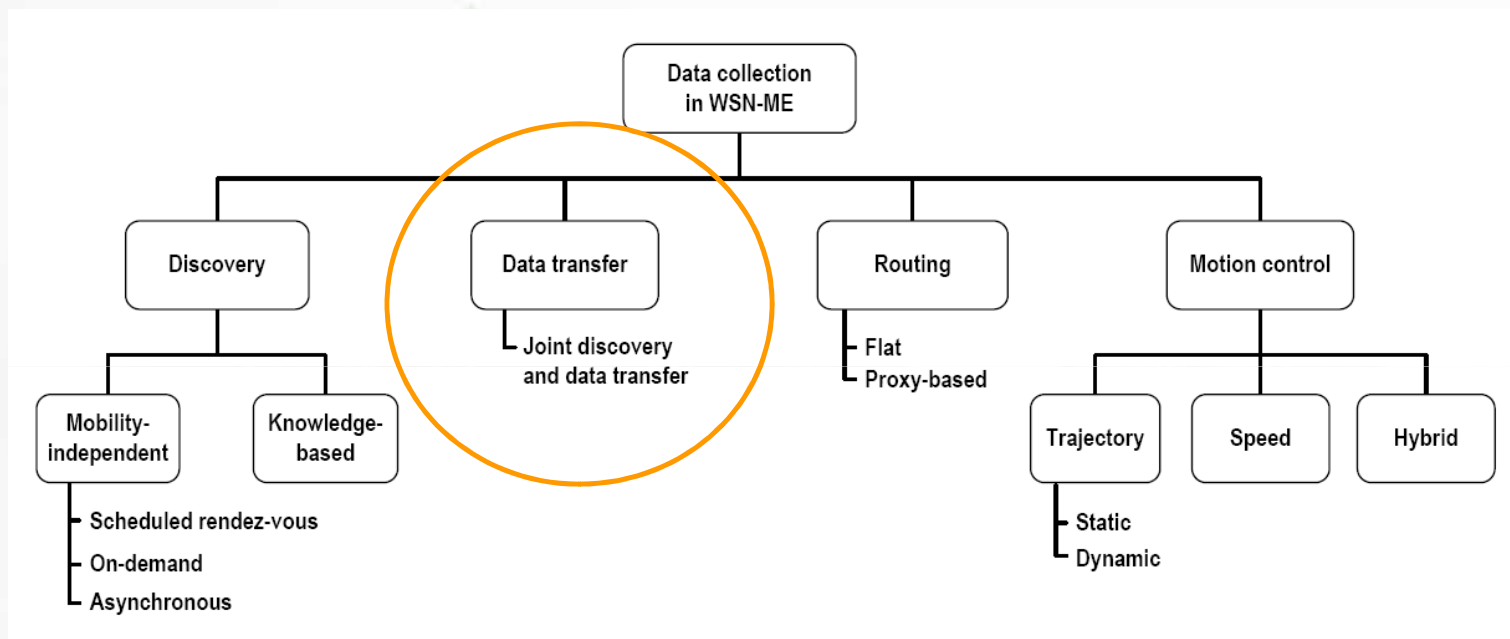 Data collection
in WSN-ME
Discovery
Data transfer
Routing
Motion control
Joint discovery
and data transfer
Flat
Proxy-based
Mobility-
independent
Knowledge-
based
Trajectory
Speed
Hybrid
Scheduled rendez-vous
On-demand
Asynchronous
Static
Dynamic